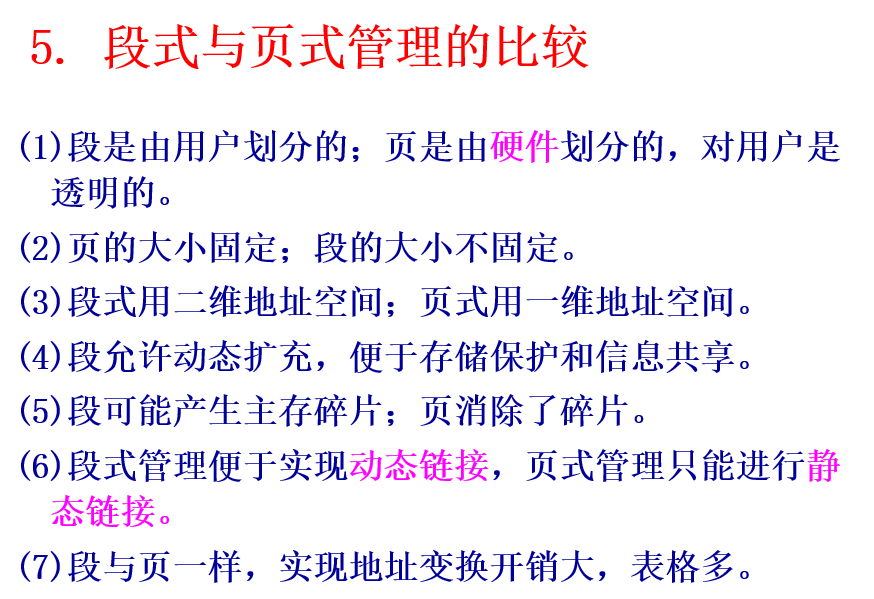 5. 段式与页式管理的比较
(1)段是由用户划分的；页是由硬件划分的，对用户是
透明的。
(2)页的大小固定；段的大小不固定。
(3)段式用二维地址空间；页式用一维地址空间。
(4)段允许动态扩充，便于存储保护和信息共享。
(5)段可能产生主存碎片；页消除了碎片。
(6)段式管理便于实现动态链接，页式管理只能进行静
态链接。
(7)段与页一样，实现地址变换开销大，表格多。